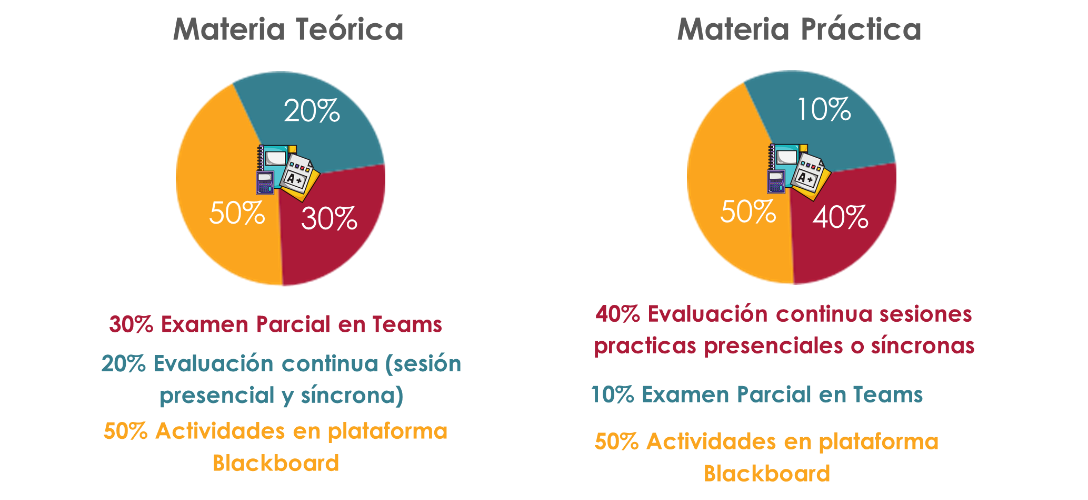 Materia Teórica
20%
50%
30%
A+
30% Examen Parcial en Teams
20% Evaluación continua (sesión
presencial y síncrona)
50% Actividades en plataforma
Blackboard
Materia Práctica
10%
50%
40%
A+
40% Evaluación continua sesiones
practicas presenciales o síncronas
10% Examen Parcial en Teams
50% Actividades en plataforma
Blackboard